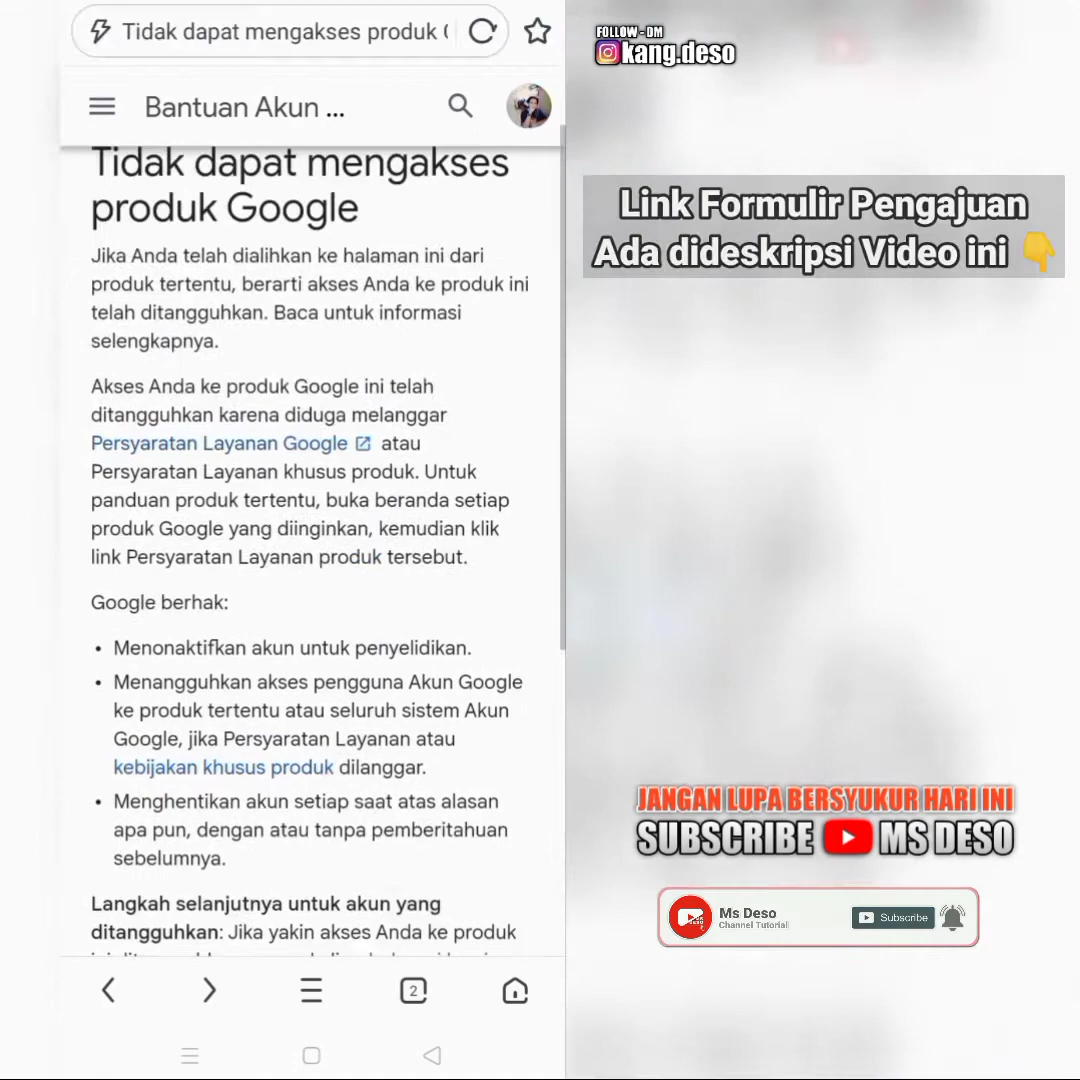 Tidak dapat mengakses produk
Bantuan Akun ...
Tidak dapat mengakses
produk Google
Jika Anda telah dialihkan ke halaman ini dari
produk tertentu, berarti akses Anda ke produk ini
telah ditangguhkan. Baca untuk informasi
selengkapnya.
Akses Anda ke produk Google ini telah
ditangguhkan karena diduga melanggar
Persyaratan Layanan Google atau
Persyaratan Layanan khusus produk. Untuk
panduan produk tertentu, buka beranda setiap
produk Google yang diinginkan, kemudian klik
link Persyaratan Layanan produk tersebut.
Google berhak:
• Menonaktifkan akun untuk penyelidikan.
• Menangguhkan akses pengguna Akun Google
ke produk tertentu atau seluruh sistem Akun
Google, jika Persyaratan Layanan atau
kebijakan khusus produk dilanggar.
• Menghentikan akun setiap saat atas alasan
apa pun, dengan atau tanpa pemberitahuan
sebelumnya.
Langkah selanjutnya untuk akun yang
ditangguhkan: Jika yakin akses Anda ke produk
2
FOLLOW - DM
kang.deso
Link Formulir Pengajuan
Ada dideskripsi Video ini 👇
JANGAN LUPA BERSYUKUR HARI INI
SUBSCRIBE MS DESO
Ms Deso
Channel Tutorial
Subscribe